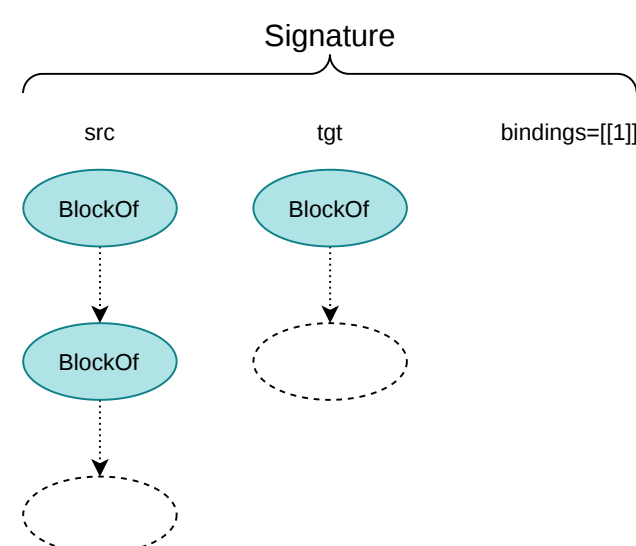 Signature
src
tgt
bindings=[[1]]
BlockOf
BlockOf
BlockOf